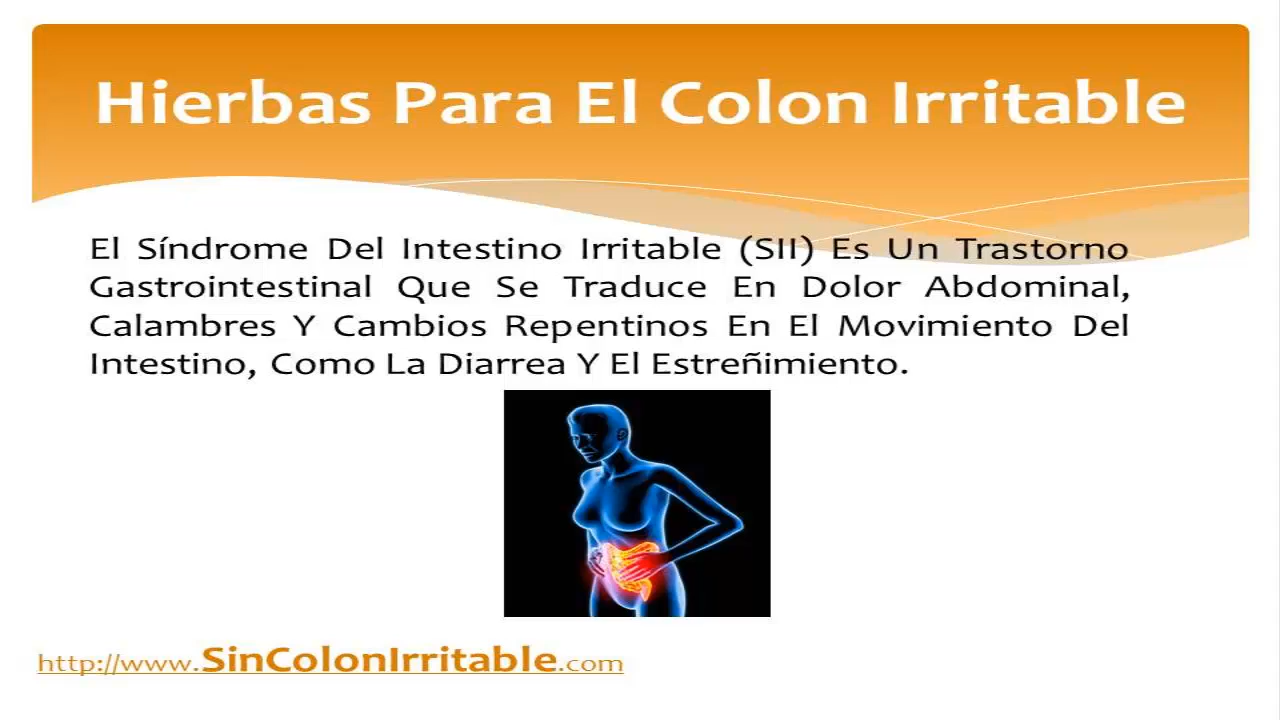 Hierbas Para El Colon Irritable
El Síndrome Del Intestino Irritable (SII) Es Un Trastorno
Gastrointestinal Que Se Traduce En Dolor Abdominal,
Calambres Y Cambios Repentinos En El Movimiento Del
Intestino, Como La Diarrea Y El Estreñimiento.
http://www.SinColonIrritable.com